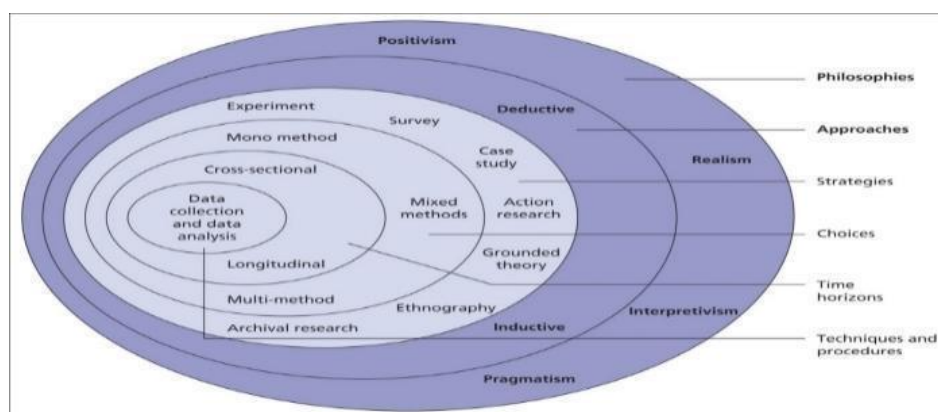 Positivism
Philosophies
Experiment
Deductive
Survey
Approaches
Mono method
Case
study
Realism
Cross-sectional
Strategies
Data
collection
and data
analysis
Mixed
methods
Action
research
Choices
Grounded
theory
Longitudinal
Time
horizons
Multi-method
Ethnography
Interpretivism
Archival research
Inductive
Techniques and
procedures
Pragmatism